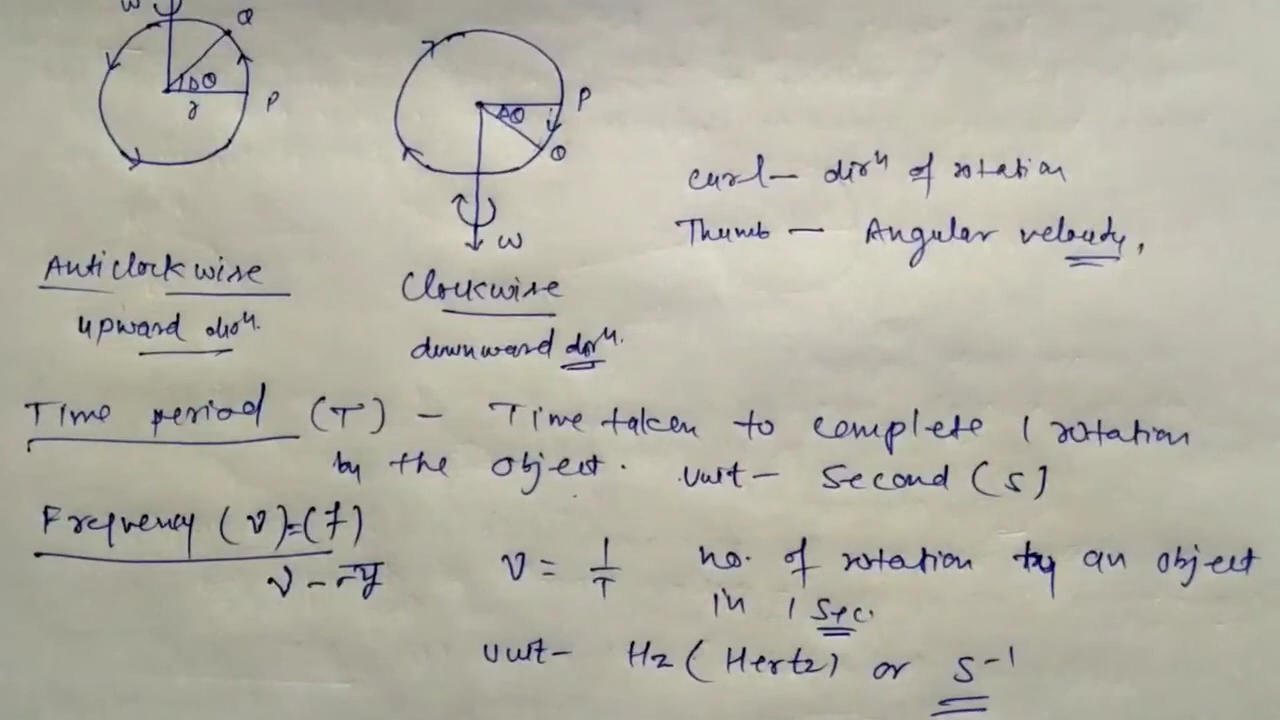 ω Q
Δθ P
r
Δθ P
Q
ω
curl - dirⁿ of rotation
Thumb - Angular velocity,
Anticlockwise
upward dirⁿ.
Clockwise
downward dirⁿ.
Time period (T) - Time taken to complete 1 rotation
by the object. Unit - Second (s)
Frequency (ν)=(f)
ν = 1/T no. of rotation by an object
in 1 sec.
Unit - Hz (Hertz) or s⁻¹